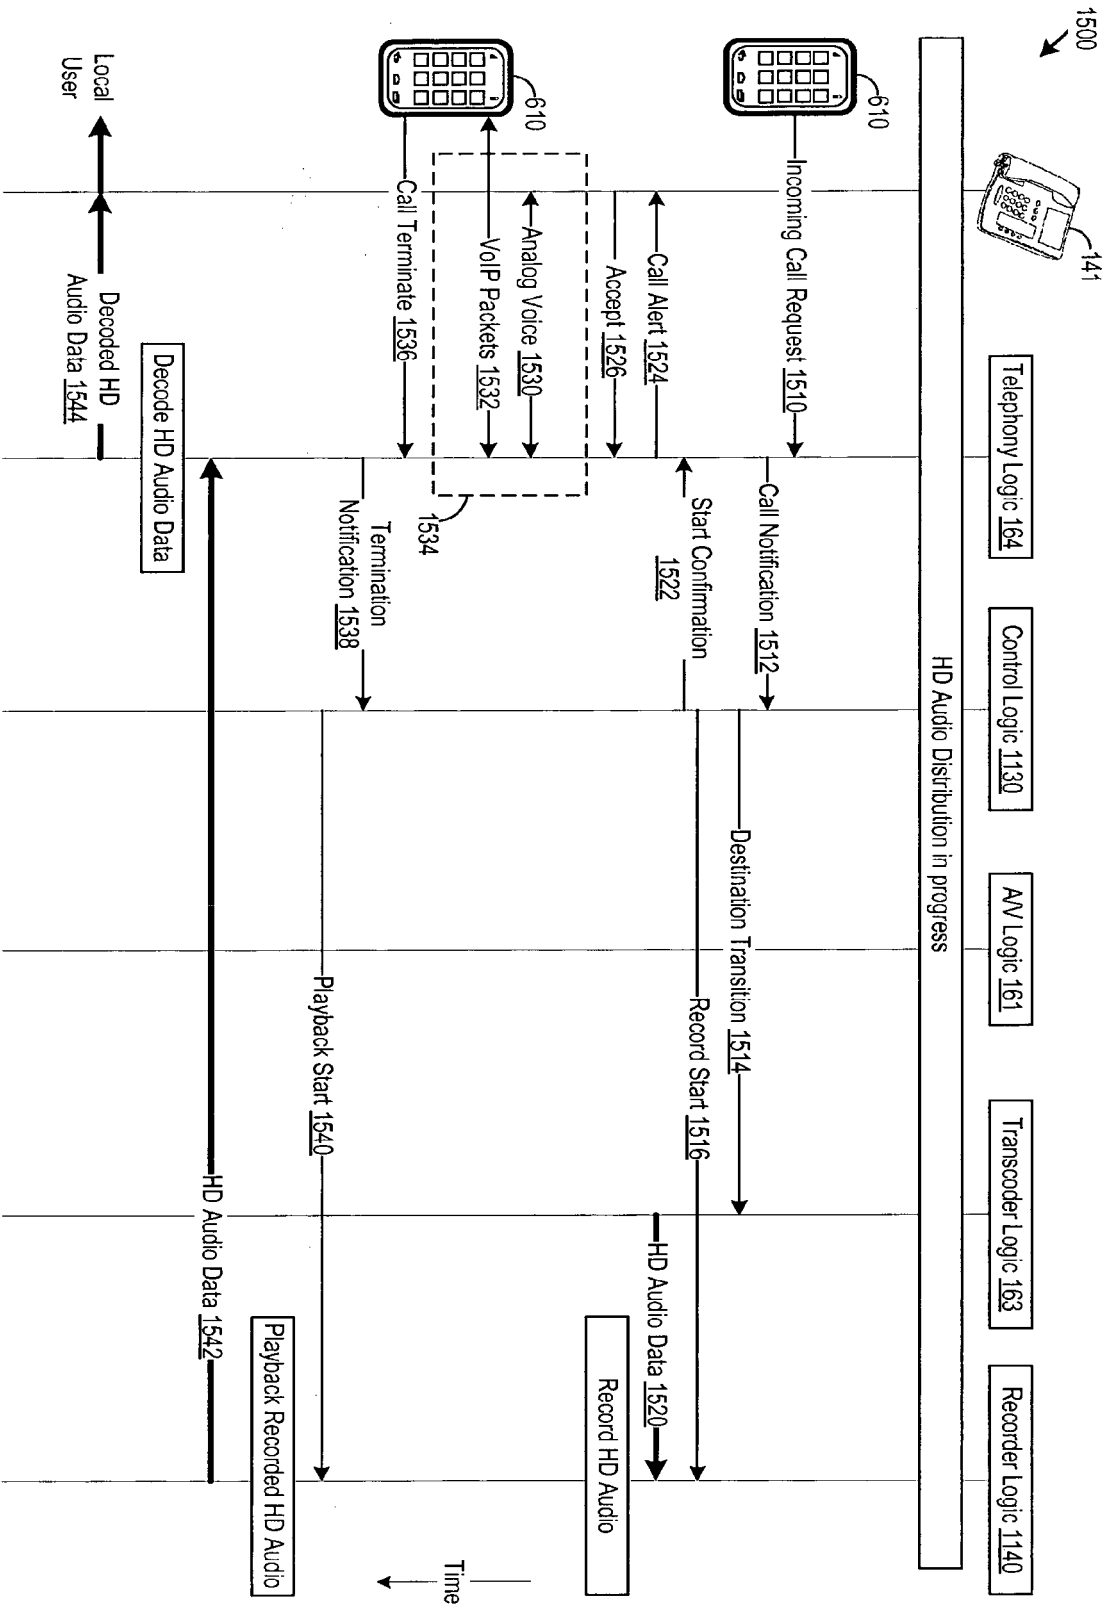 1500
141
Telephony Logic 164
Control Logic 1130
A/V Logic 161
Transcoder Logic 163
Recorder Logic 1140
HD Audio Distribution in progress
610
Incoming Call Request 1510
Call Notification 1512
Destination Transition 1514
Record Start 1516
Start Confirmation
1522
Call Alert 1524
HD Audio Data 1520
Accept 1526
Record HD Audio
610
Analog Voice 1530
VoIP Packets 1532
1534
Call Terminate 1536
Termination
Notification 1538
Time
Playback Start 1540
Playback Recorded HD Audio
HD Audio Data 1542
Decode HD Audio Data
Local
User
Decoded HD
Audio Data 1544